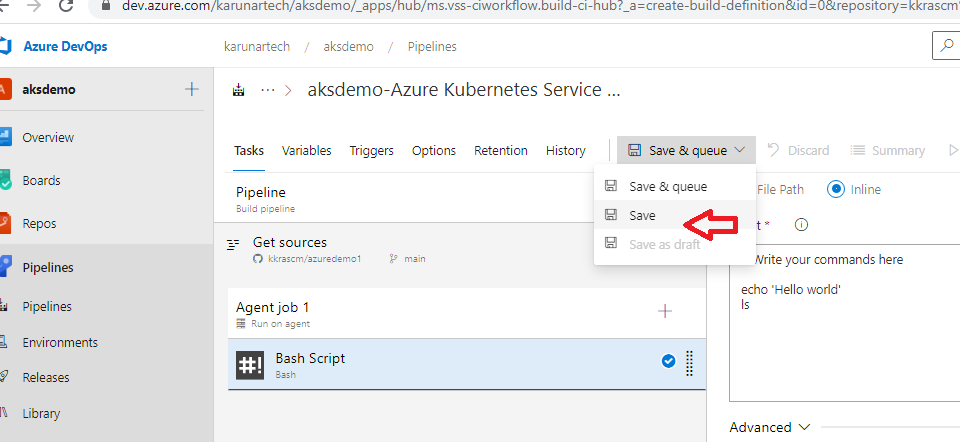 dev.azure.com/karunartech/aksdemo/_apps/hub/ms.vss-ciworkflow.build-ci-hub?_a=create-build-definition&id=0&repository=kkrascm
Azure DevOps
karunartech / aksdemo / Pipelines
A aksdemo +
··· > aksdemo-Azure Kubernetes Service ...
Overview
Tasks Variables Triggers Options Retention History Save & queue Discard Summary
Boards
Pipeline
Build pipeline
Save & queue
File Path Inline
Repos
Save
t *
Get sources
kkrascm/azuredemo1 main
Save as draft
Pipelines
Write your commands here
echo 'Hello world'
ls
Pipelines
Agent job 1
Run on agent
Environments
#! Bash Script
Bash
Releases
Library
Advanced